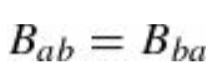 B_{ab} = B_{ba}